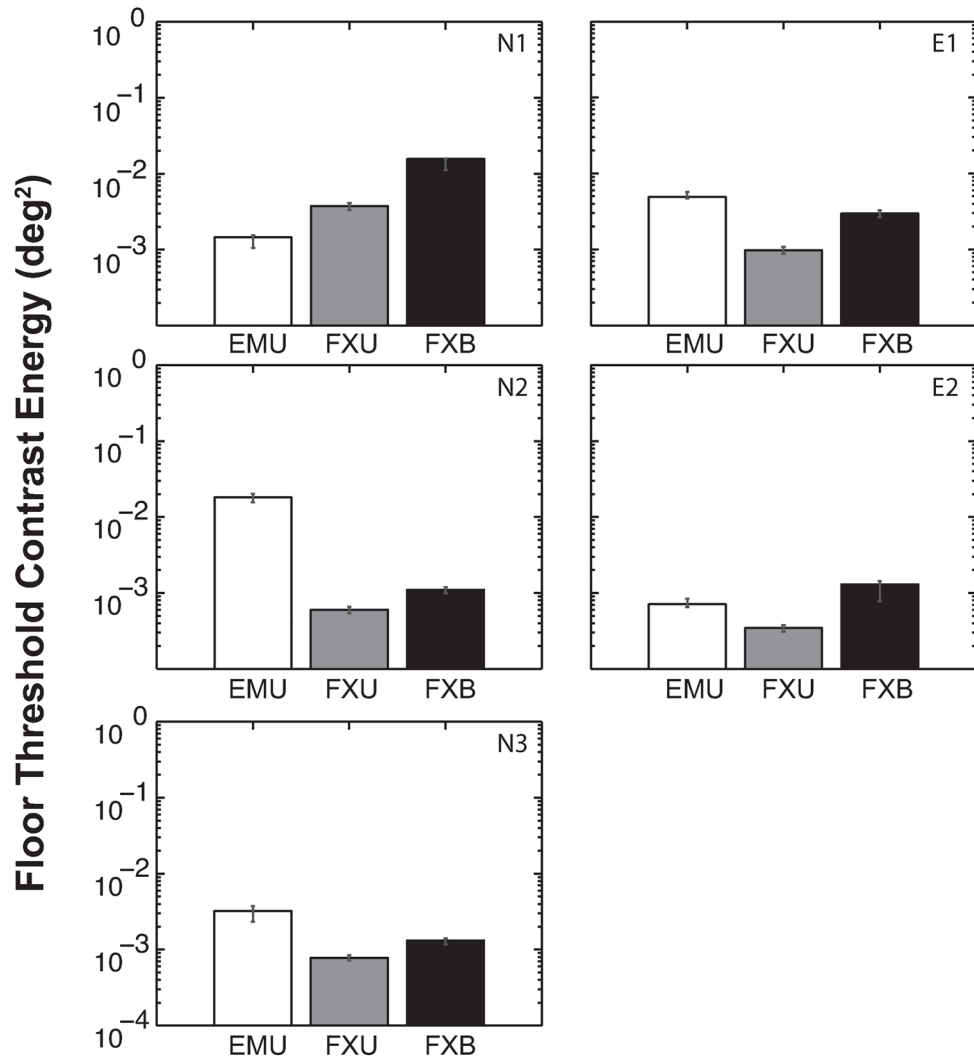 Floor Threshold Contrast Energy (deg²)
10⁰
10⁻¹
10⁻²
10⁻³
N1
EMU FXU FXB
E1
EMU FXU FXB
10⁰
10⁻¹
10⁻²
10⁻³
N2
EMU FXU FXB
E2
EMU FXU FXB
10⁰
10⁻¹
10⁻²
10⁻³
10⁻⁴
N3
EMU FXU FXB